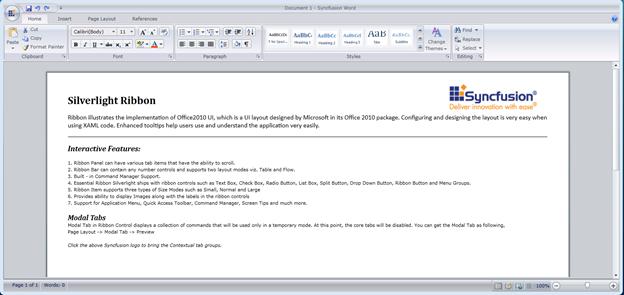 Document 1 - Syncfusion Word
Home Insert Page Layout References
Cut
Copy
Format Painter
Paste
Calibri(Body) 11
AaBbCcDc AaBbC AaBbCc AaBbCc AaB AaBbCc
Heading 1 Heading 2 Title Subtitle
Change
Themes
Find
Replace
Select
Clipboard Font Paragraph Styles Editing
Syncfusion
Deliver innovation with ease
Silverlight Ribbon
Ribbon illustrates the implementation of Office2010 UI, which is a UI layout designed by Microsoft in its Office 2010 package. Configuring and designing the layout is very easy when
using XAML code. Enhanced tooltips help users use and understand the application very easily.
Interactive Features:
1. Ribbon Panel can have various tab items that have the ability to scroll.
2. Ribbon Bar can contain any number controls and supports two layout modes viz. Table and Flow.
3. Built - in Command Manager Support.
4. Essential Ribbon Silverlight ships with ribbon controls such as Text Box, Check Box, Radio Button, List Box, Split Button, Drop Down Button, Ribbon Button and Menu Groups.
5. Ribbon Item supports three types of Size Modes such as Small, Normal and Large
6. Provides ability to display Images along with the labels in the ribbon controls
7. Support for Application Menu, Quick Access Toolbar, Command Manager, Screen Tips and much more.
Modal Tabs
Modal Tab in Ribbon Control displays a collection of commands that will be used only in a temporary mode. At this point, the core tabs will be disabled. You can get the Modal Tab as following,
Page Layout -> Modal Tab -> Preview
Click the above Syncfusion logo to bring the Contextual tab groups.
Page 1 of 1 Words: 0 100%